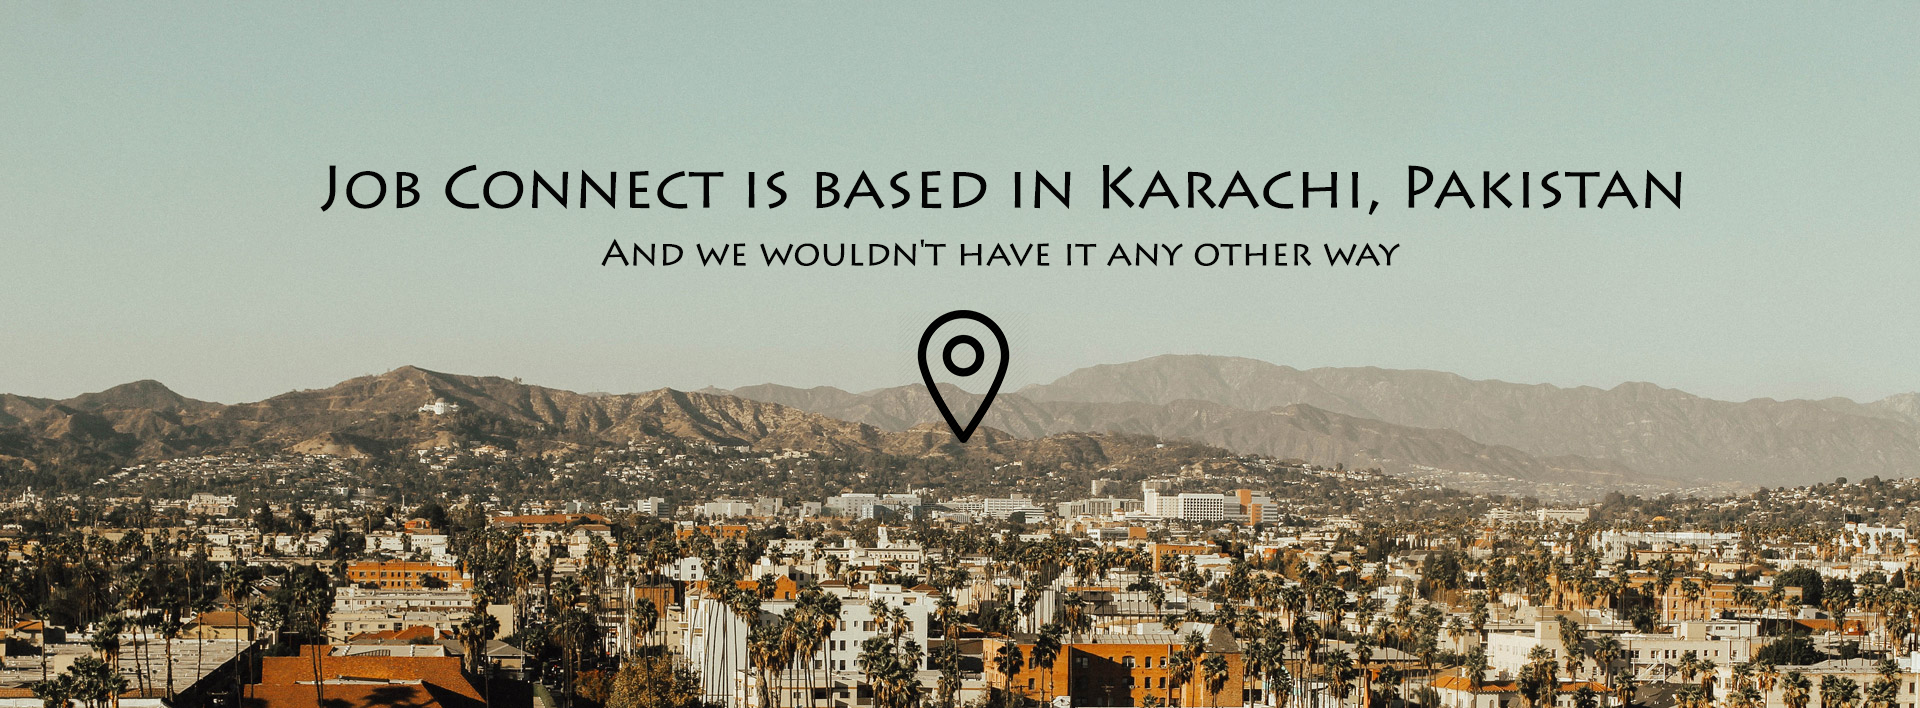 Job Connect is based in Karachi, Pakistan
And we wouldn't have it any other way